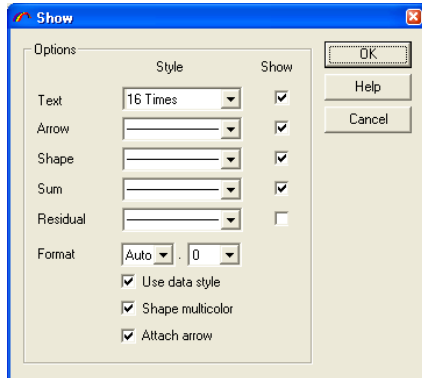 Show
Options
Style Show
OK
Text 16 Times
Help
Arrow
Cancel
Shape
Sum
Residual
Format Auto . 0
Use data style
Shape multicolor
Attach arrow